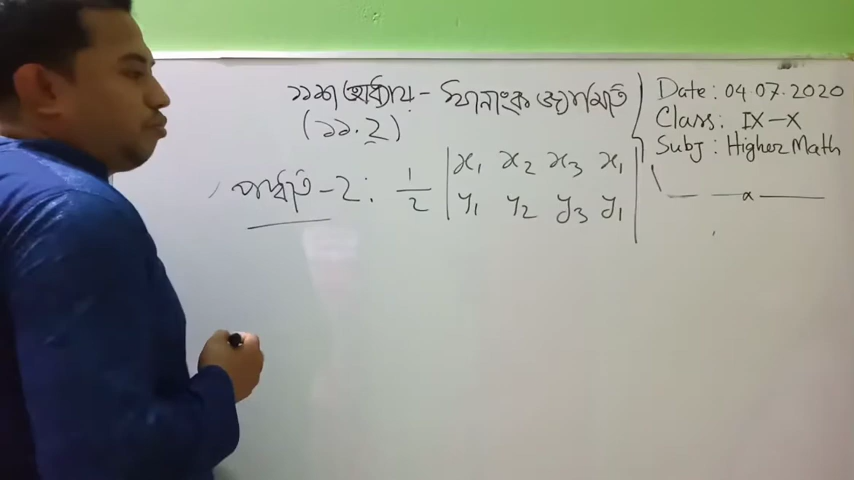 ১১শ অধ্যায় - স্থানাংক জ্যামিতি
(১১.২)
Date: 04.07.2020
Class: IX-X
Subj: Higher Math
পদ্ধতি-2: 1/2 | x₁ x₂ x₃ x₁ |
| y₁ y₂ y₃ y₁ |